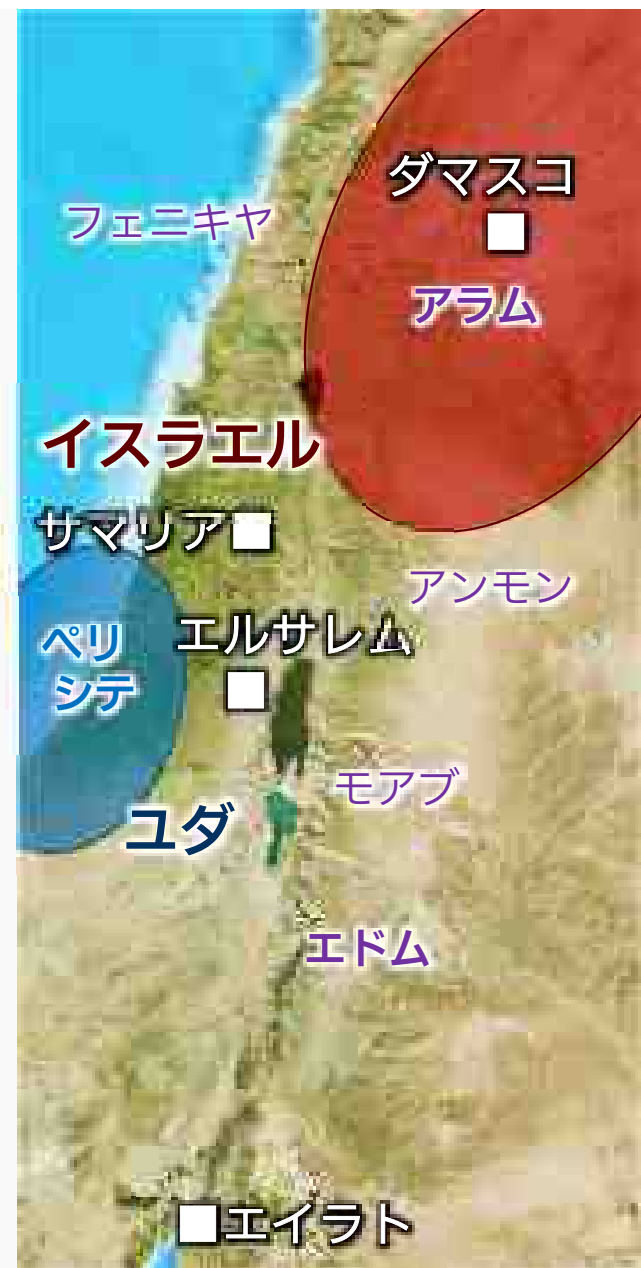 ダマスコ
フェニキヤ
アラム
イスラエル
サマリア
アンモン
ペリ
シテ
エルサレム
モアブ
ユダ
エドム
エイラト